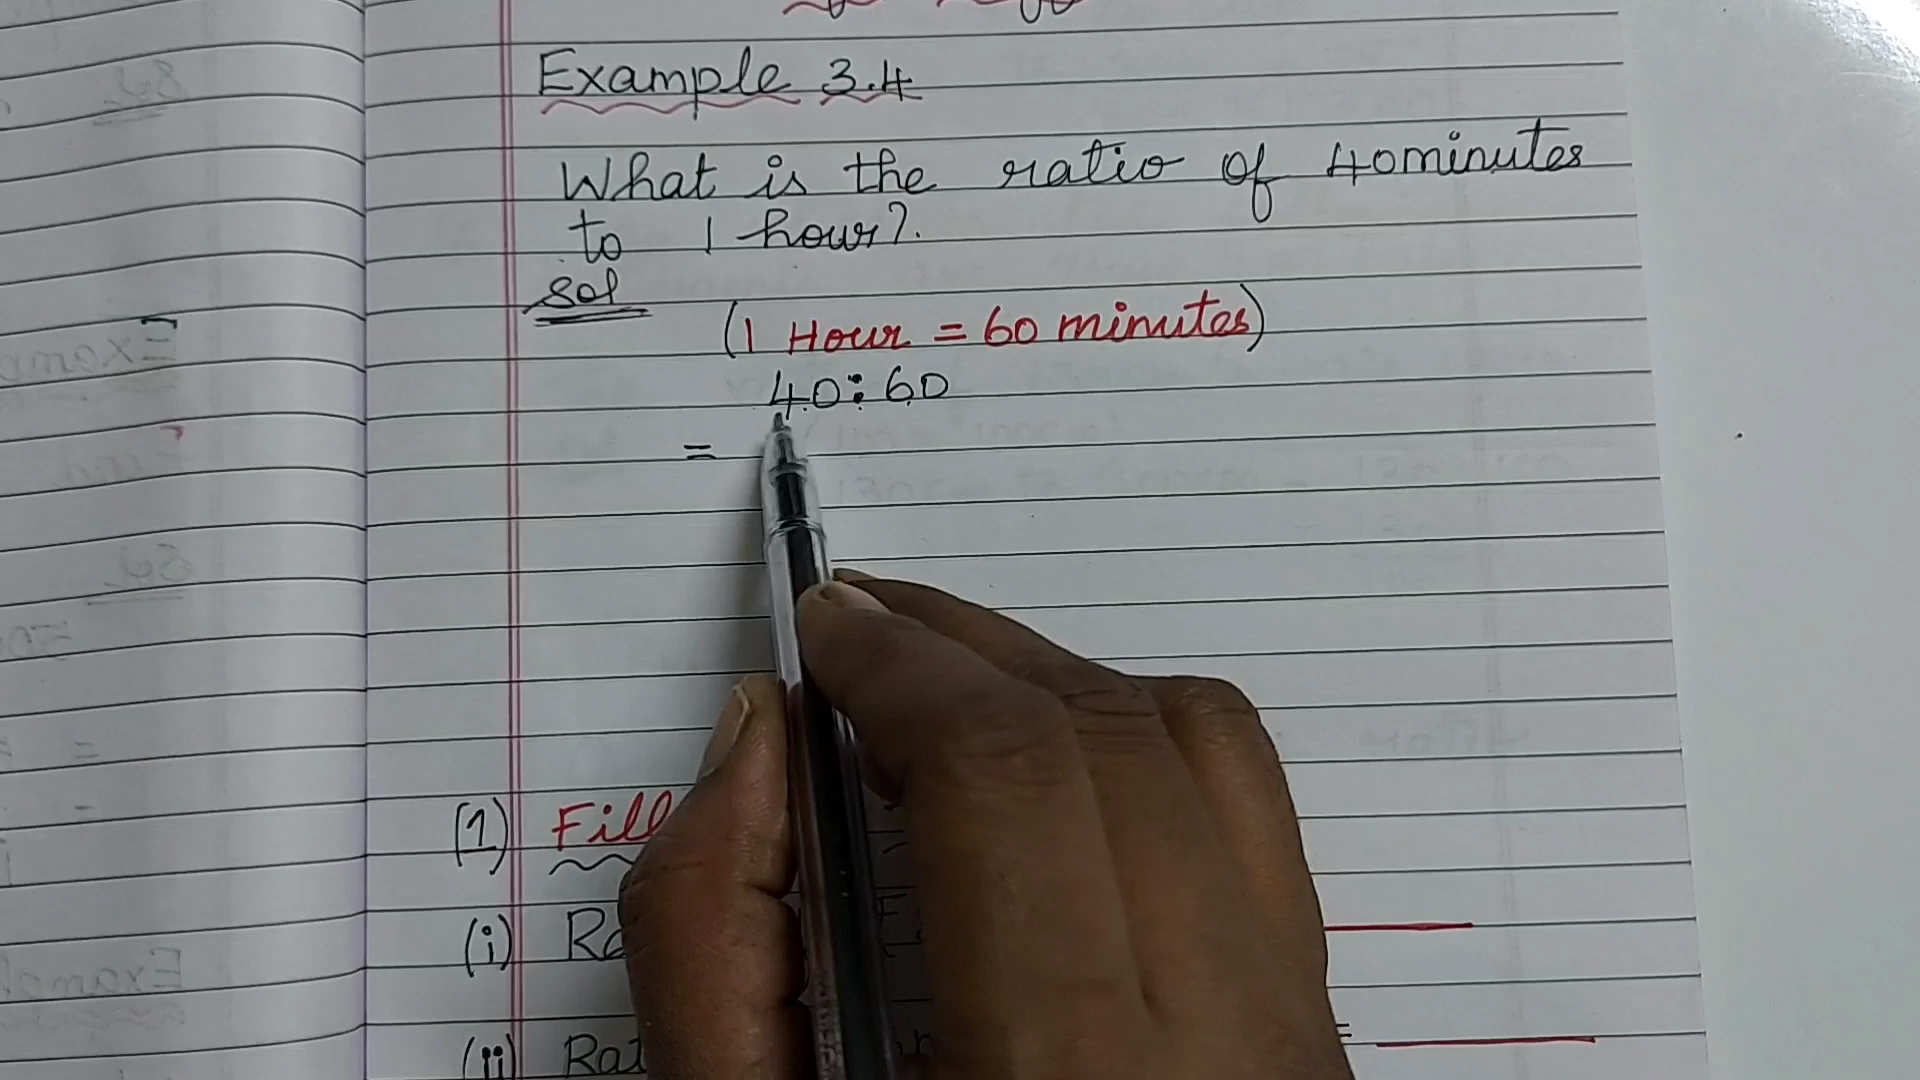 Example 3.4
What is the ratio of 40minutes
to 1 hour?.
sol
(1 Hour = 60 minutes)
40:60
=
(1) Fill
(i)
(ii)
=